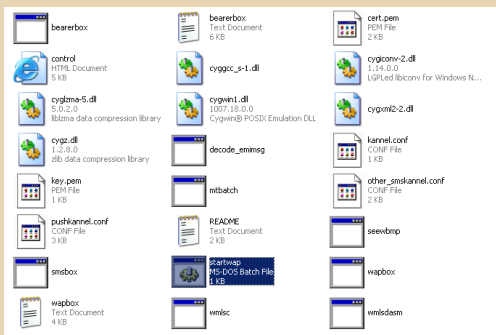 bearerbox
bearerbox
Text Document
6 KB
cert.pem
PEM File
2 KB
control
HTML Document
5 KB
cyggcc_s-1.dll
cygiconv-2.dll
1.14.0.0
LGPLed libiconv for Windows N...
cyglzma-5.dll
5.0.2.0
liblzma data compression library
cygwin1.dll
1007.18.0.0
Cygwin® POSIX Emulation DLL
cygxml2-2.dll
cygz.dll
1.2.8.0
zlib data compression library
decode_emimsg
kannel.conf
CONF File
1 KB
key.pem
PEM File
1 KB
mtbatch
other_smskannel.conf
CONF File
2 KB
pushkannel.conf
CONF File
3 KB
README
Text Document
2 KB
seewbmp
smsbox
startwap
MS-DOS Batch File
1 KB
wapbox
wapbox
Text Document
4 KB
wmlsc
wmlsdasm